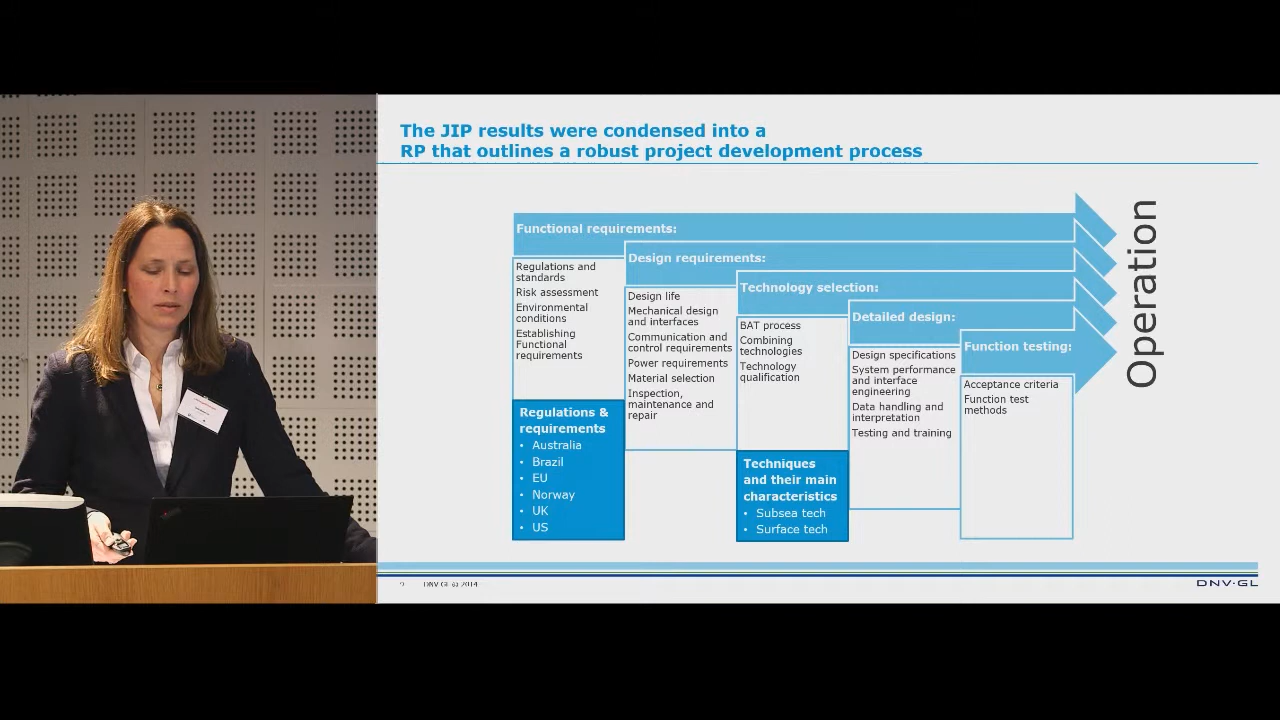 The JIP results were condensed into a
RP that outlines a robust project development process
Functional requirements:
Regulations and
standards
Risk assessment
Environmental
conditions
Establishing
Functional
requirements
Regulations &
requirements
• Australia
• Brazil
• EU
• Norway
• UK
• US
Design requirements:
Design life
Mechanical design
and interfaces
Communication and
control requirements
Power requirements
Material selection
Inspection,
maintenance and
repair
Technology selection:
BAT process
Combining
technologies
Technology
qualification
Techniques
and their main
characteristics
• Subsea tech
• Surface tech
Detailed design:
Design specifications
System performance
and interface
engineering
Data handling and
interpretation
Testing and training
Function testing:
Acceptance criteria
Function test
methods
Operation
DNV GL © 2014
DNV·GL